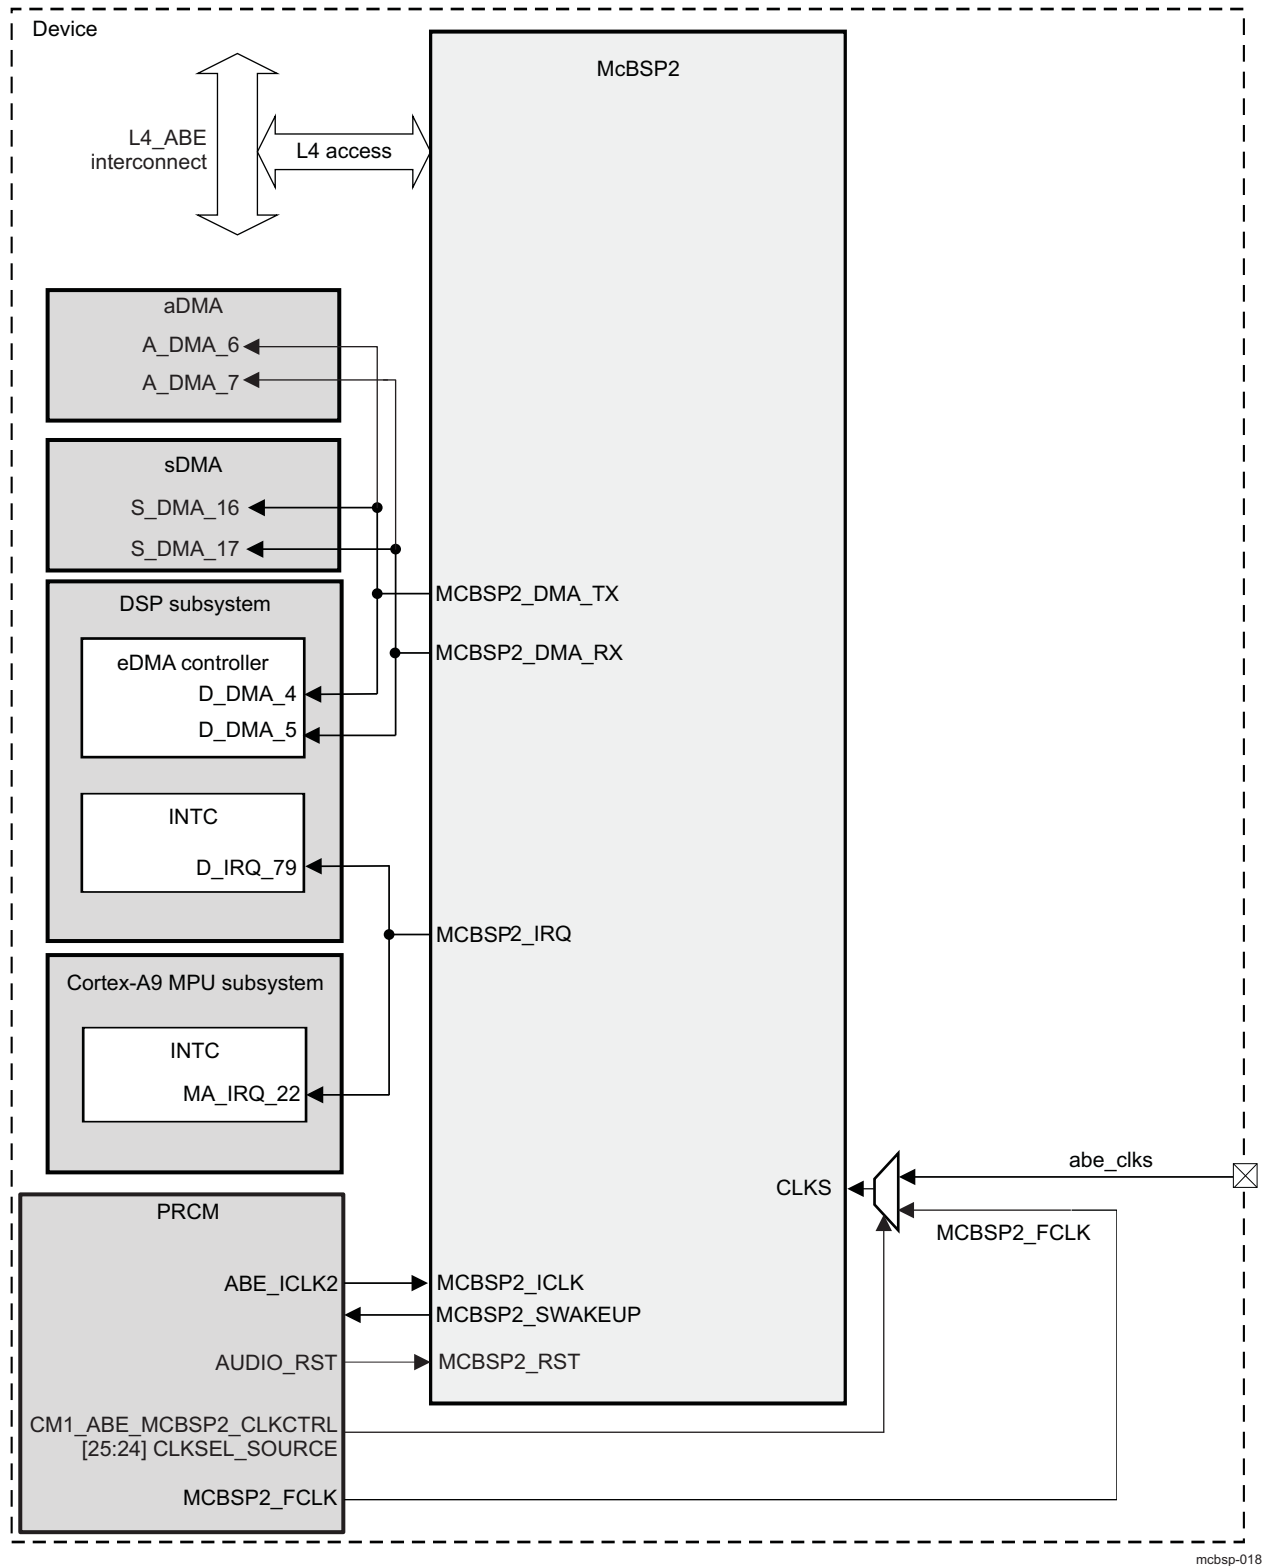 Device
McBSP2
L4_ABE
interconnect
L4 access
aDMA
A_DMA_6
A_DMA_7
sDMA
S_DMA_16
S_DMA_17
DSP subsystem
eDMA controller
D_DMA_4
D_DMA_5
INTC
D_IRQ_79
MCBSP2_DMA_TX
MCBSP2_DMA_RX
MCBSP2_IRQ
Cortex-A9 MPU subsystem
INTC
MA_IRQ_22
abe_clks
CLKS
MCBSP2_FCLK
PRCM
ABE_ICLK2
MCBSP2_ICLK
MCBSP2_SWAKEUP
AUDIO_RST
MCBSP2_RST
CM1_ABE_MCBSP2_CLKCTRL
[25:24] CLKSEL_SOURCE
MCBSP2_FCLK
mcbsp-018